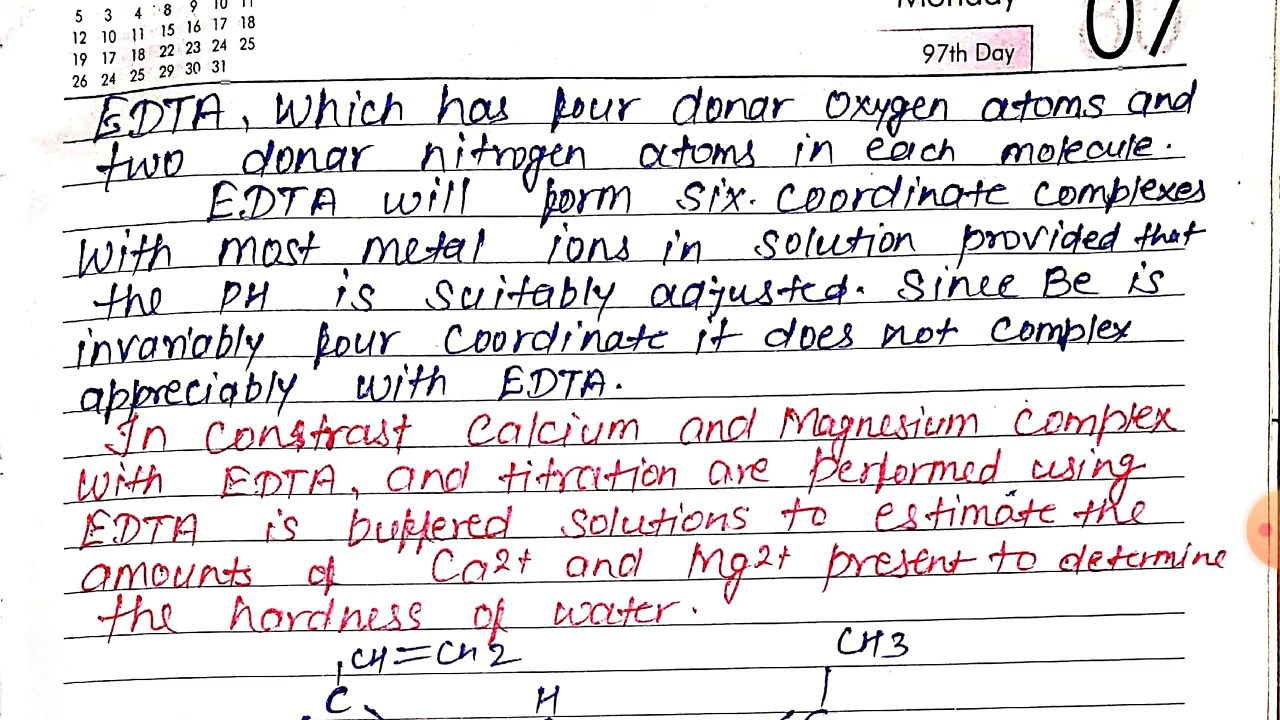 5 3 4 8 9 10 11
12 10 11 15 16 17 18
19 17 18 22 23 24 25
26 24 25 29 30 31
Monday
97th Day
07
EDTA, Which has four donar oxygen atoms and
two donar nitrogen atoms in each molecule.
EDTA will form six. coordinate complexes
with most metal ions in solution provided that
the PH is suitably adjusted. Since Be is
invariably four coordinate it does not complex
appreciably with EDTA.
In constrast Calcium and Magnesium complex
with EDTA, and titration are performed using
EDTA is buffered solutions to estimate the
amounts of Ca2+ and Mg2+ present to determine
the hardness of water.
CH=CH2
CH3
C
H